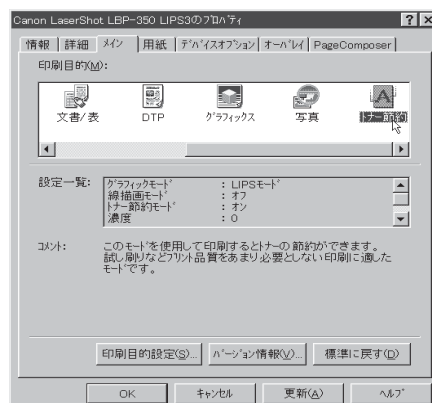 Canon LaserShot LBP-350 LIPS3のﾌﾟﾛﾊﾟﾃｨ
情報 詳細 ﾒｲﾝ 用紙 ﾃﾞﾊﾞｲｽｵﾌﾟｼｮﾝ ｵｰﾊﾞﾚｲ PageComposer
印刷目的(M):
文書/表 DTP ｸﾞﾗﾌｨｯｸｽ 写真 ﾄﾅｰ節約
設定一覧: ｸﾞﾗﾌｨｯｸﾓｰﾄﾞ : LIPSﾓｰﾄﾞ
線描画ﾓｰﾄﾞ : ｵﾌ
ﾄﾅｰ節約ﾓｰﾄﾞ : ｵﾝ
濃度 : 0
ｺﾒﾝﾄ: このﾓｰﾄﾞを使用して印刷するとﾄﾅｰの節約ができます。
試し刷りなどﾌﾟﾘﾝﾄ品質をあまり必要としない印刷に適した
ﾓｰﾄﾞです。
印刷目的設定(S)... ﾊﾞｰｼﾞｮﾝ情報(V)... 標準に戻す(D)
OK ｷｬﾝｾﾙ 更新(A) ﾍﾙﾌﾟ